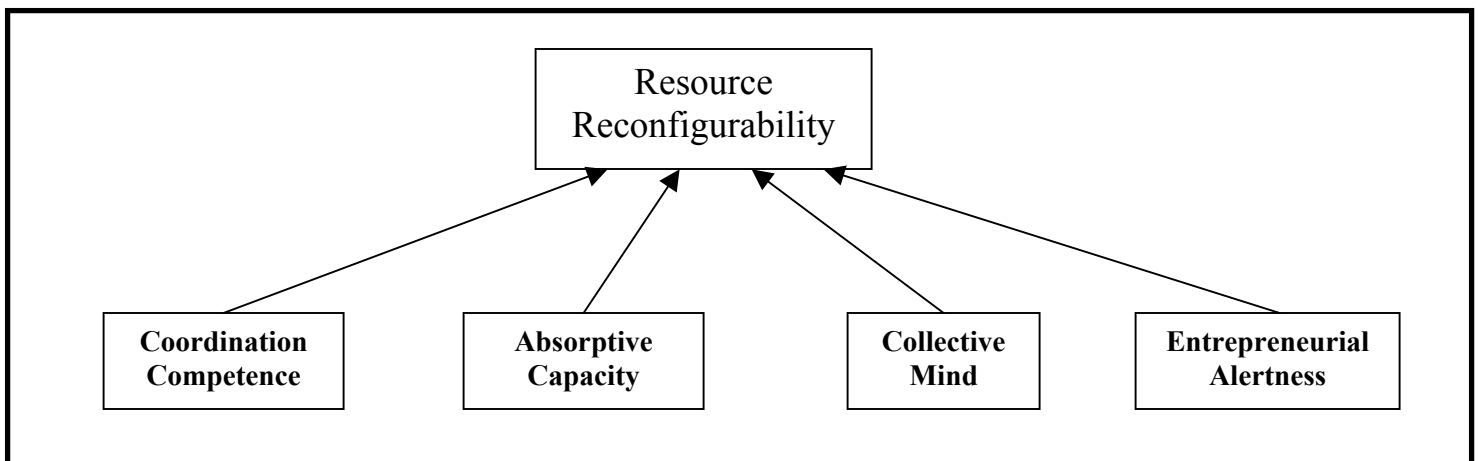 Resource
Reconfigurability
Coordination
Competence
Absorptive
Capacity
Collective
Mind
Entrepreneurial
Alertness